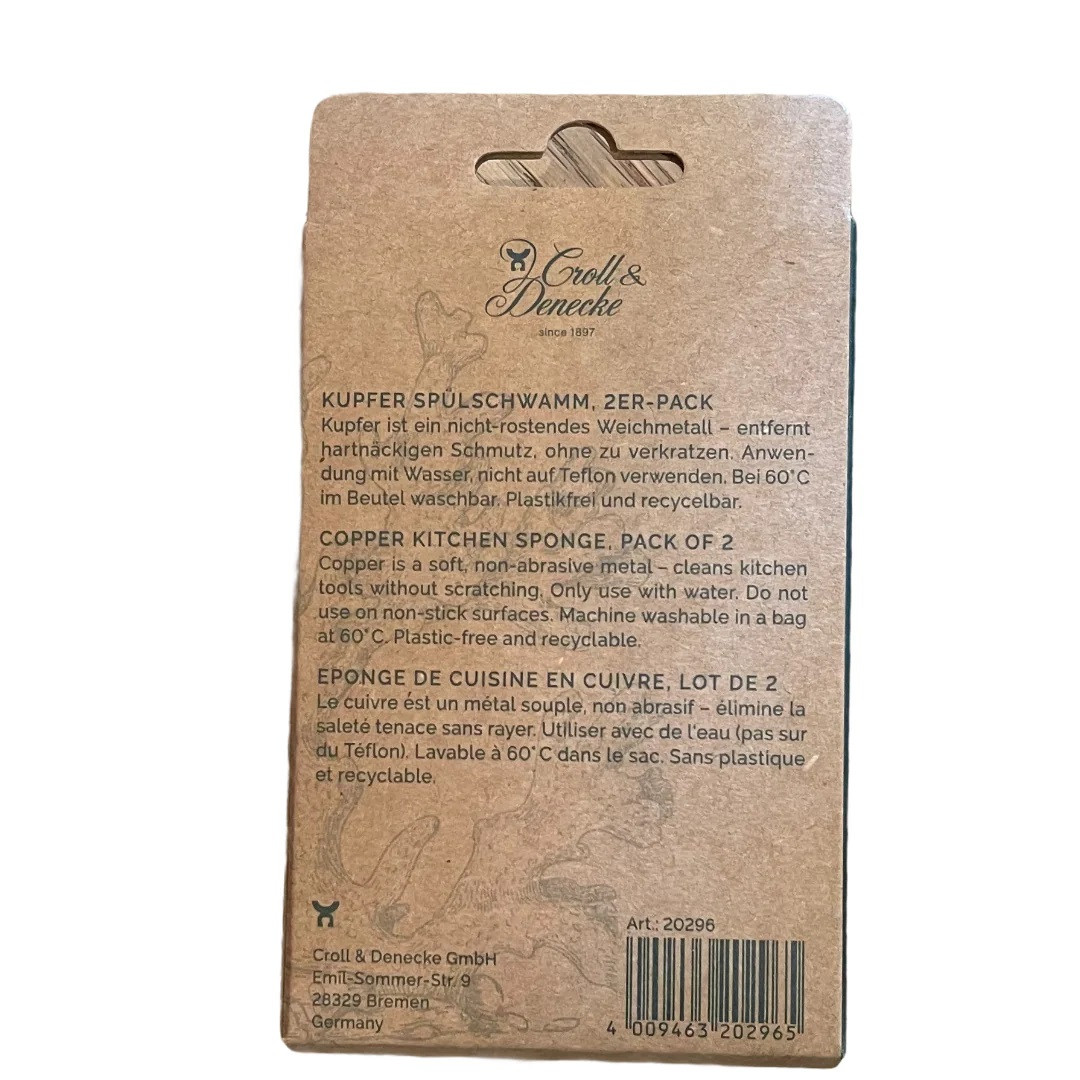 Croll &
Denecke
since 1897
KUPFER SPÜLSCHWAMM, 2ER-PACK
Kupfer ist ein nicht-rostendes Weichmetall – entfernt
hartnäckigen Schmutz, ohne zu verkratzen. Anwen-
dung mit Wasser, nicht auf Teflon verwenden. Bei 60°C
im Beutel waschbar. Plastikfrei und recycelbar.
COPPER KITCHEN SPONGE, PACK OF 2
Copper is a soft, non-abrasive metal – cleans kitchen
tools without scratching. Only use with water. Do not
use on non-stick surfaces. Machine washable in a bag
at 60°C. Plastic-free and recyclable.
EPONGE DE CUISINE EN CUIVRE, LOT DE 2
Le cuivre ést un métal souple, non abrasif – élimine la
saleté tenace sans rayer. Utiliser avec de l'eau (pas sur
du Téflon). Lavable à 60°C dans le sac. Sans plastique
et recyclable.
Croll & Denecke GmbH
Emil-Sommer-Str. 9
28329 Bremen
Germany
Art.: 20296
4 009463 202965